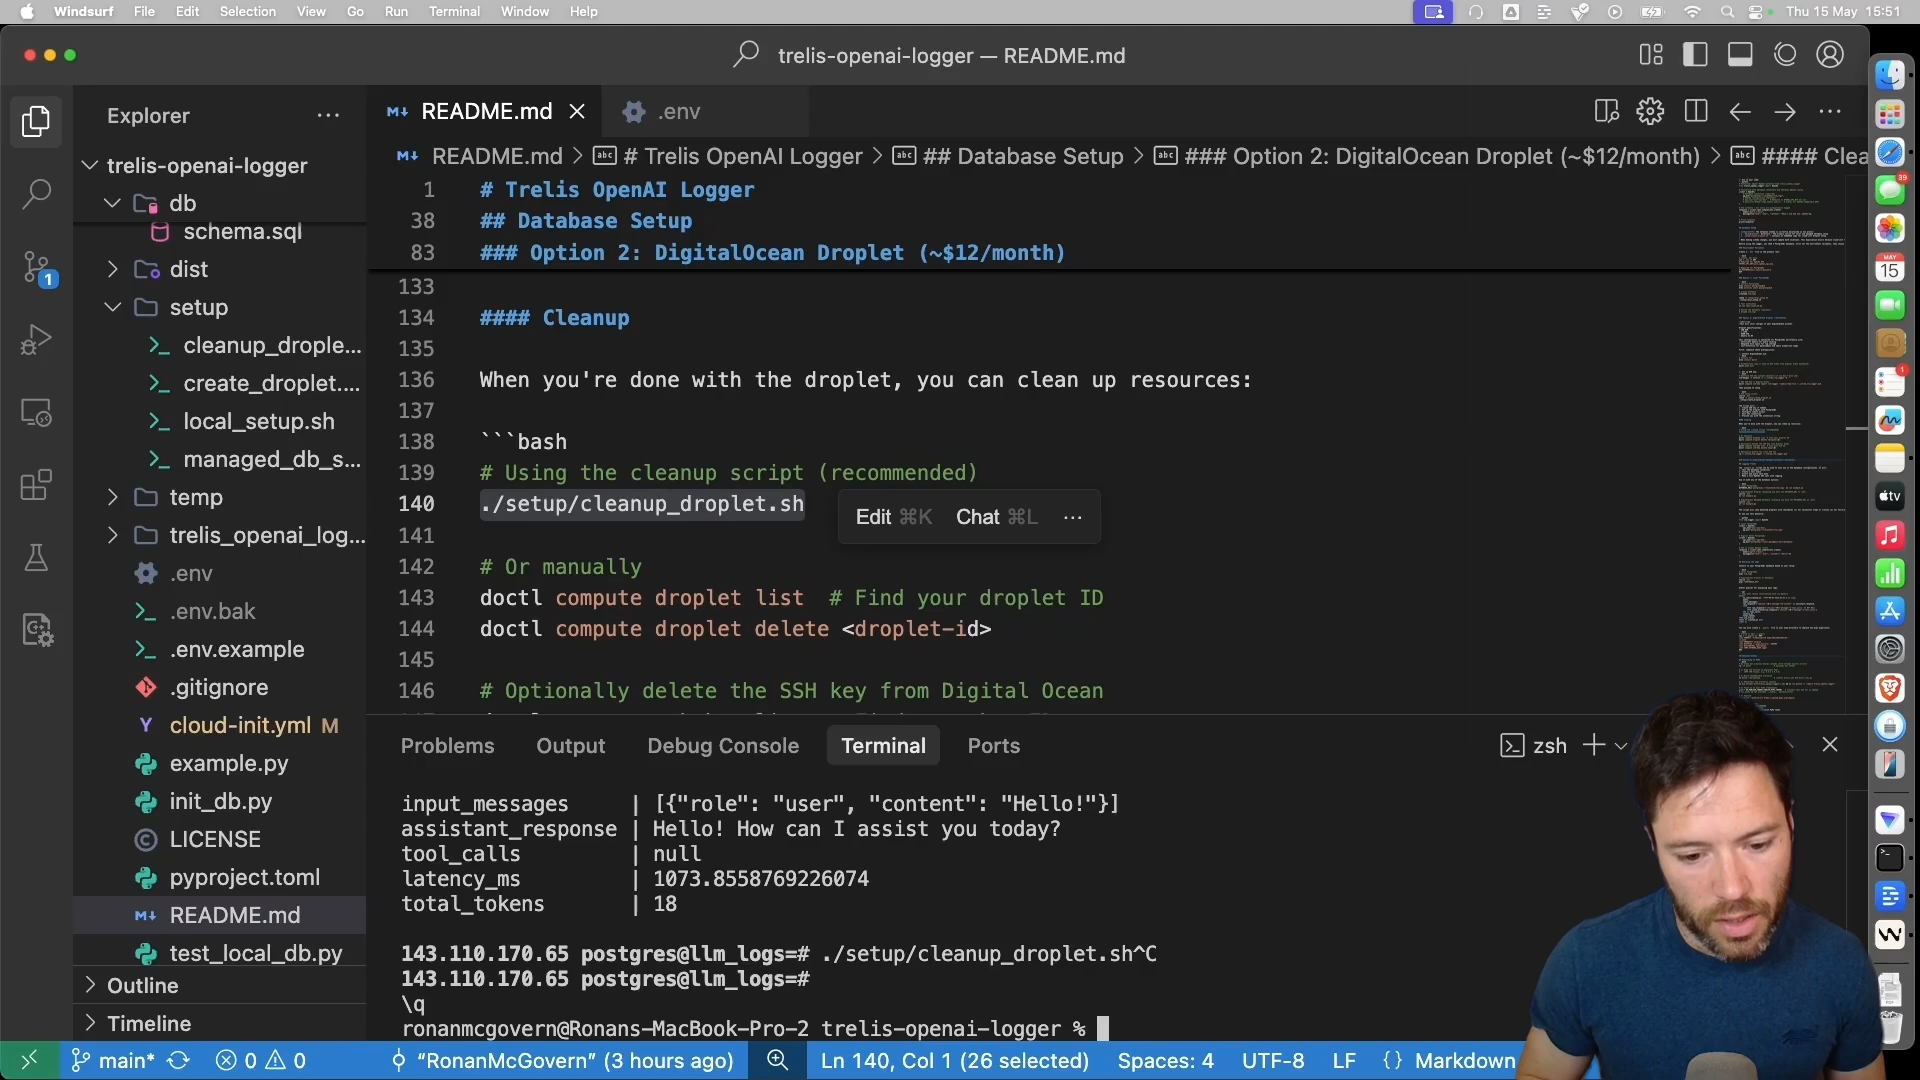 Windsurf File Edit Selection View Go Run Terminal Window Help
39
Thu 15 May 15:51
trelis-openai-logger — README.md
Explorer
README.md
.env
README.md > # Trelis OpenAI Logger > ## Database Setup > ### Option 2: DigitalOcean Droplet (~$12/month) > #### Clea
trelis-openai-logger
db
schema.sql
dist
setup
cleanup_drople...
create_droplet....
local_setup.sh
managed_db_s...
temp
trelis_openai_log...
.env
.env.bak
.env.example
.gitignore
cloud-init.yml M
example.py
init_db.py
LICENSE
pyproject.toml
README.md
test_local_db.py
Outline
Timeline
1
1 # Trelis OpenAI Logger
38 ## Database Setup
83 ### Option 2: DigitalOcean Droplet (~$12/month)
133
134 #### Cleanup
135
136 When you're done with the droplet, you can clean up resources:
137
138 ```bash
139 # Using the cleanup script (recommended)
140 ./setup/cleanup_droplet.sh
Edit ⌘K Chat ⌘L ...
141
142 # Or manually
143 doctl compute droplet list # Find your droplet ID
144 doctl compute droplet delete <droplet-id>
145
146 # Optionally delete the SSH key from Digital Ocean
Problems Output Debug Console Terminal Ports
zsh
input_messages | [{"role": "user", "content": "Hello!"}]
assistant_response | Hello! How can I assist you today?
tool_calls | null
latency_ms | 1073.8558769226074
total_tokens | 18
143.110.170.65 postgres@llm_logs=# ./setup/cleanup_droplet.sh^C
143.110.170.65 postgres@llm_logs=#
\q
ronanmcgovern@Ronans-MacBook-Pro-2 trelis-openai-logger %
main* 0 0 "RonanMcGovern" (3 hours ago) Ln 140, Col 1 (26 selected) Spaces: 4 UTF-8 LF {} Markdown
MAY
15
1
tv